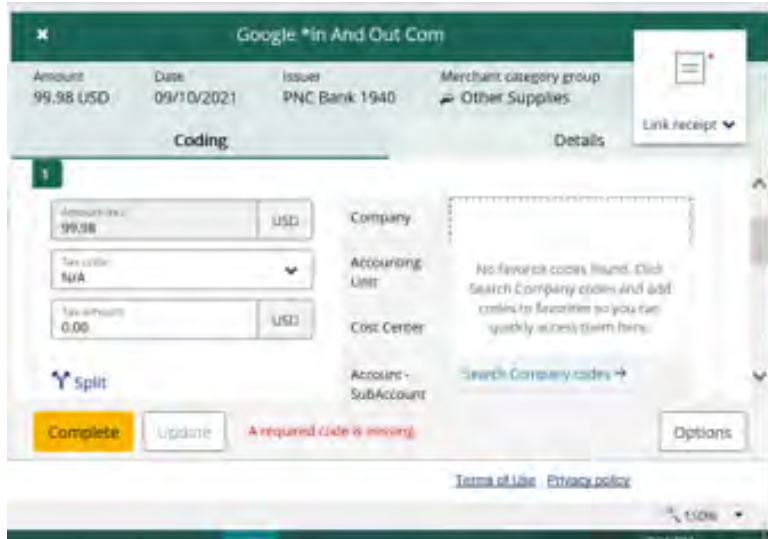 Google *In And Out Com
Amount
99.98 USD
Date
09/10/2021
Issuer
PNC Bank 1940
Merchant category group
Other Supplies
Link receipt
Coding
Details
1
99.98
USD
Tax code
N/A
Tax amount
0.00
USD
Split
Company
Accounting
Unit
Cost Center
Account -
SubAccount
No favorite codes found. Click
Search Company codes and add
codes to favorites so you can
quickly access them here.
Search Company codes →
Complete
Update
A required code is missing.
Options
Terms of Use
Privacy policy
150%